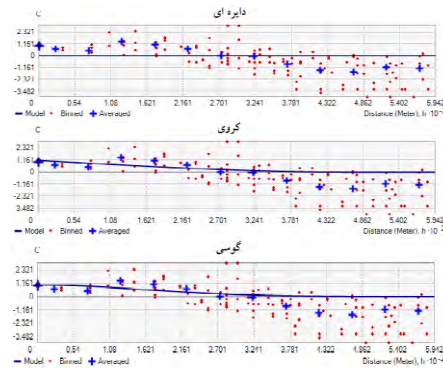 دایره ای
C
2.321
1.161
0
-1.161
-2.321
-3.482
0 0.54 1.08 1.621 2.161 2.701 3.241 3.781 4.322 4.862 5.402 5.942
Model Binned Averaged Distance (Meter), h
کروی
C
2.321
1.161
0
-1.161
2.321
3.482
0 0.54 1.08 1.621 2.161 2.701 3.241 3.781 4.322 4.862 5.402 5.942
Model Binned Averaged Distance (Meter), h
گوسی
C
2.321
1.161
0
-1.161
-2.321
-3.482
0 0.54 1.08 1.621 2.161 2.701 3.241 3.781 4.322 4.862 5.402 5.942
Model Binned Averaged Distance (Meter), h